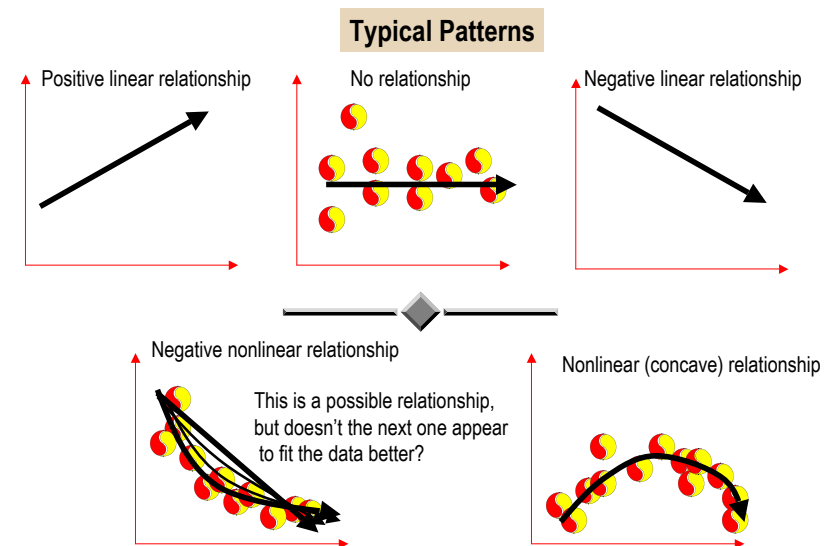 Typical Patterns
Positive linear relationship
No relationship
Negative linear relationship
Negative nonlinear relationship
This is a possible relationship,
but doesn’t the next one appear
to fit the data better?
Nonlinear (concave) relationship